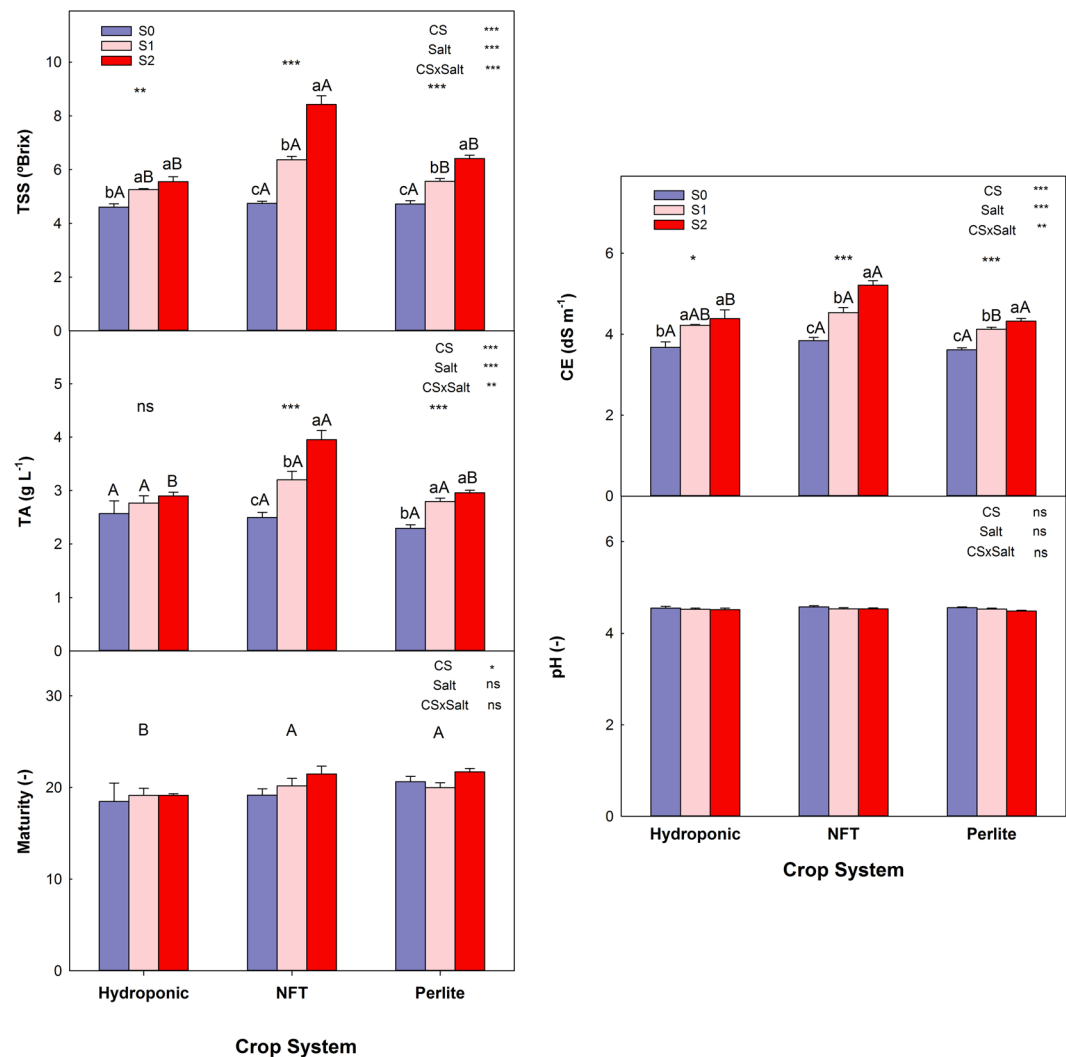 S0
S1
S2
CS ***
Salt ***
CSxSalt ***
** *** ***
bA aB aB cA bA aA cA bB aB
TSS (ºBrix)
10
8
6
4
2
0
CS ***
Salt ***
CSxSalt **
ns *** ***
A A B cA bA aA bA aA aB
TA (g L-1)
5
4
3
2
1
0
CS *
Salt ns
CSxSalt ns
B A A
Maturity (-)
30
20
10
0
Hydroponic NFT Perlite
Crop System
S0
S1
S2
CS ***
Salt ***
CSxSalt **
* *** ***
bA aAB aB cA bA aA cA bB aA
CE (dS m-1)
6
4
2
0
CS ns
Salt ns
CSxSalt ns
pH (-)
6
4
2
0
Hydroponic NFT Perlite
Crop System